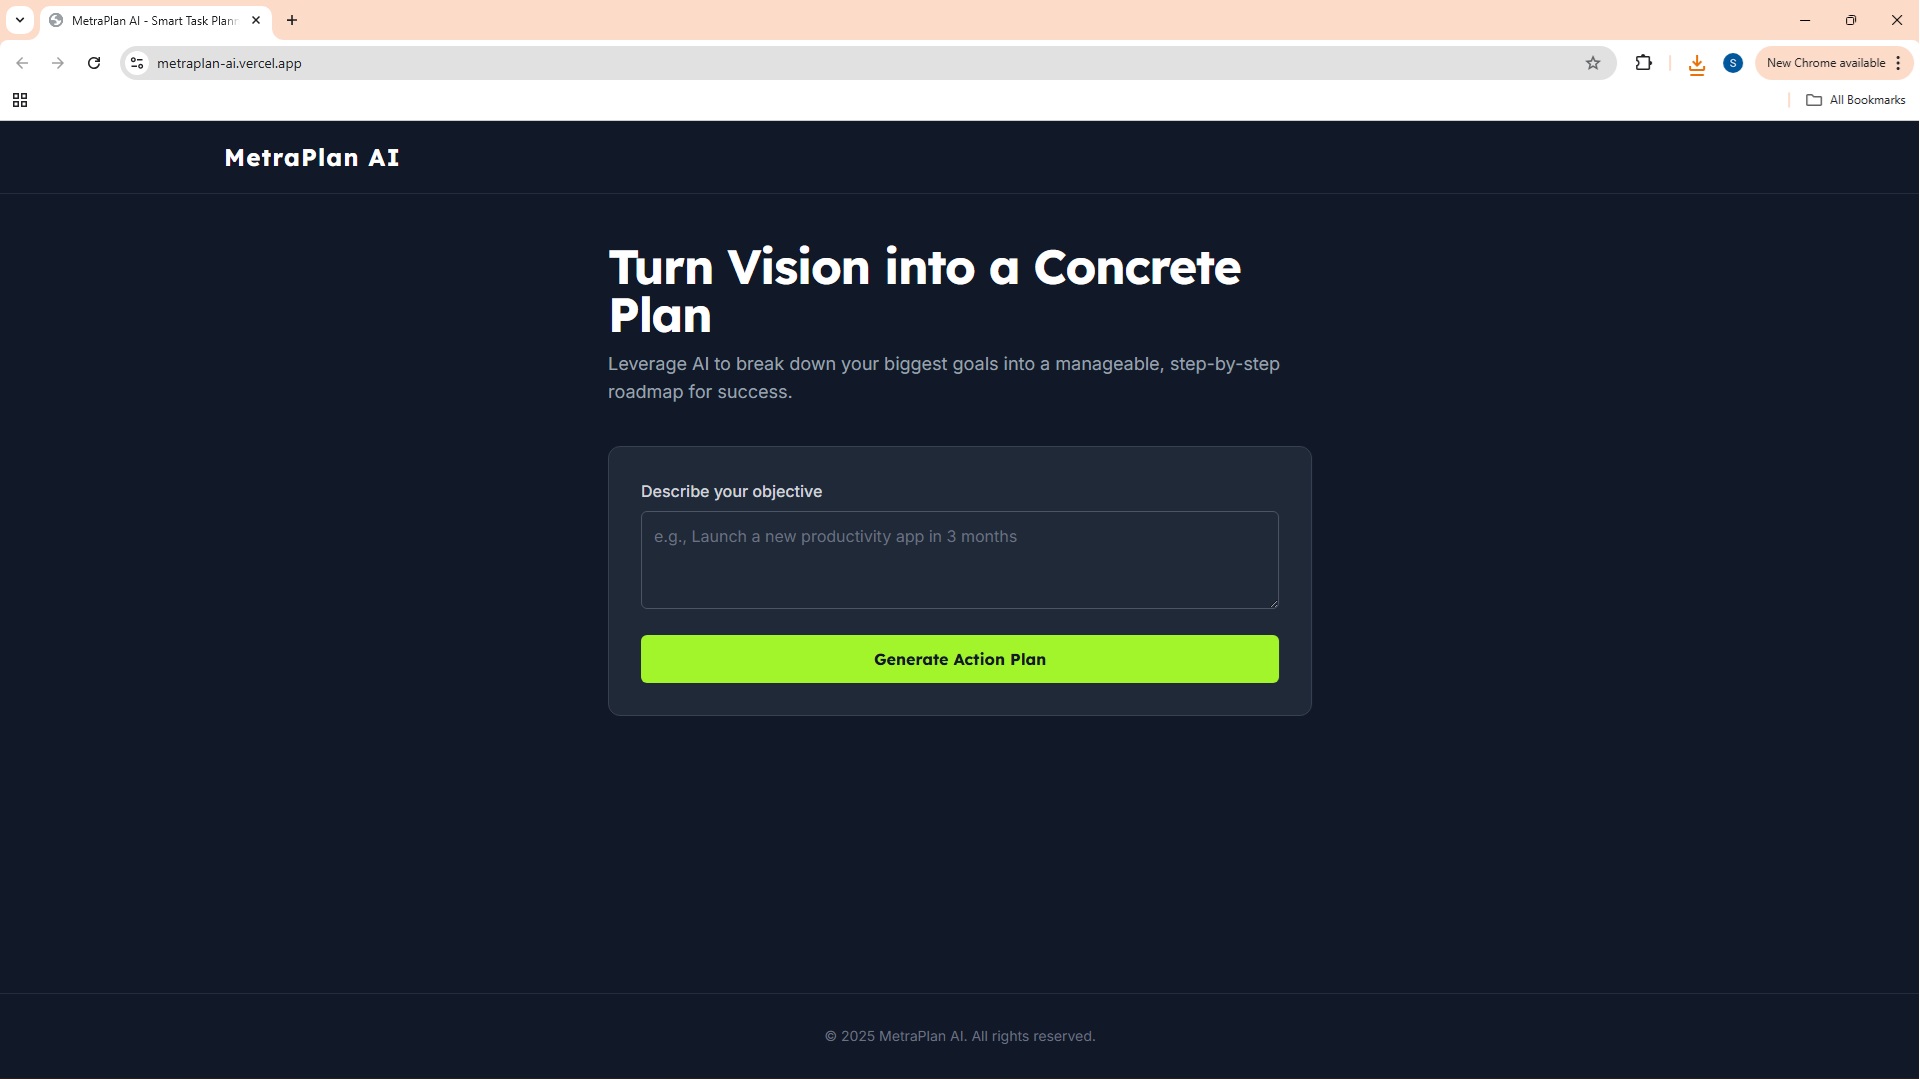 MetraPlan AI - Smart Task Plann
metraplan-ai.vercel.app
S
New Chrome available
All Bookmarks
MetraPlan AI
Turn Vision into a Concrete
Plan
Leverage AI to break down your biggest goals into a manageable, step-by-step
roadmap for success.
Describe your objective
e.g., Launch a new productivity app in 3 months
Generate Action Plan
© 2025 MetraPlan AI. All rights reserved.